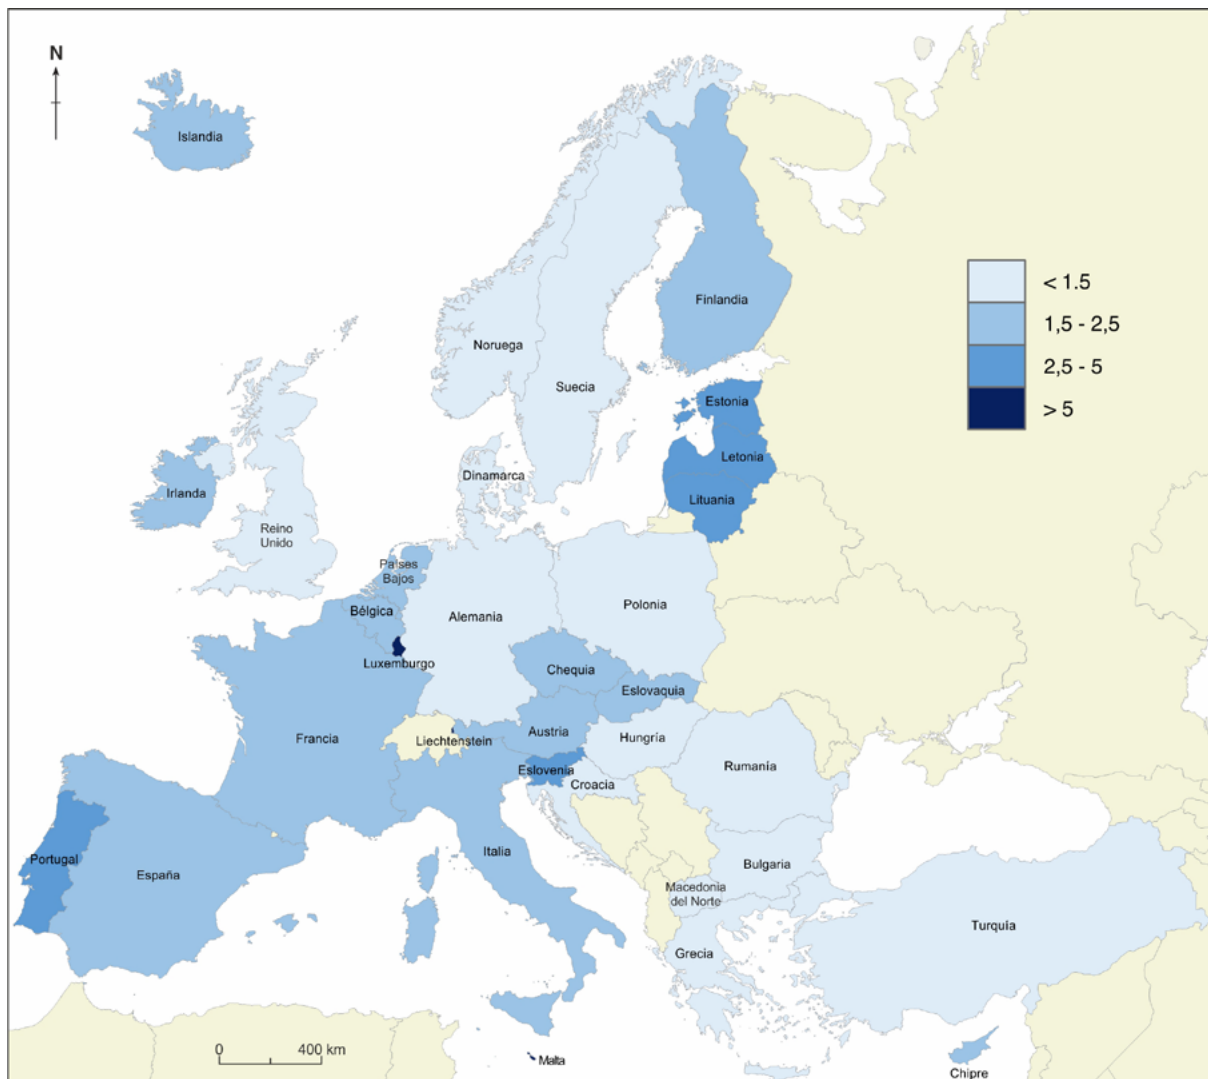 N
Islandia
< 1.5
1,5 - 2,5
2,5 - 5
> 5
Finlandia
Noruega
Suecia
Estonia
Letonia
Lituania
Dinamarca
Irlanda
Reino
Unido
Países
Bajos
Bélgica
Alemania
Polonia
Luxemburgo
Chequia
Eslovaquia
Francia
Liechtenstein
Austria
Hungría
Eslovenia
Croacia
Rumanía
Portugal
España
Italia
Bulgaria
Macedonia
del Norte
Grecia
Turquía
0
400 km
Malta
Chipre